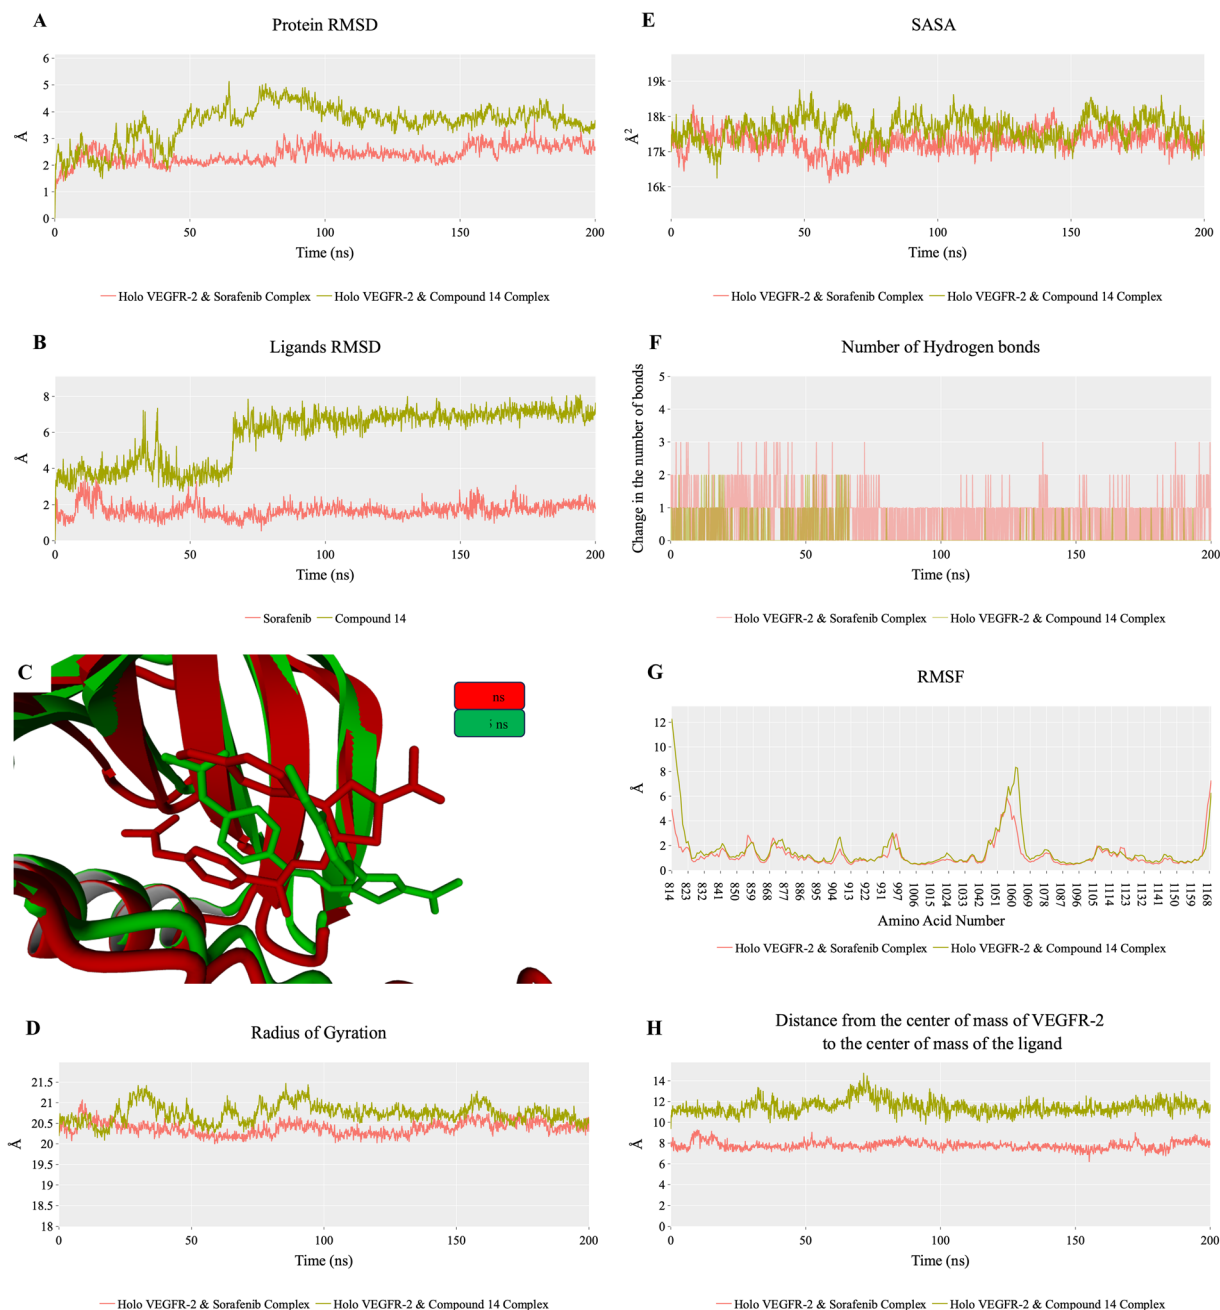 A
Protein RMSD
Å
6
5
4
3
2
1
0
0 50 100 150 200
Time (ns)
Holo VEGFR-2 & Sorafenib Complex Holo VEGFR-2 & Compound 14 Complex
B
Ligands RMSD
Å
8
6
4
2
0
0 50 100 150 200
Time (ns)
Sorafenib Compound 14
C
ns
ns
D
Radius of Gyration
Å
21.5
21
20.5
20
19.5
19
18.5
18
0 50 100 150 200
Time (ns)
Holo VEGFR-2 & Sorafenib Complex Holo VEGFR-2 & Compound 14 Complex
E
SASA
Å²
19k
18k
17k
16k
0 50 100 150 200
Time (ns)
Holo VEGFR-2 & Sorafenib Complex Holo VEGFR-2 & Compound 14 Complex
F
Number of Hydrogen bonds
Change in the number of bonds
5
4
3
2
1
0
0 50 100 150 200
Time (ns)
Holo VEGFR-2 & Sorafenib Complex Holo VEGFR-2 & Compound 14 Complex
G
RMSF
Å
12
10
8
6
4
2
0
814 823 832 841 850 859 868 877 886 895 904 913 922 931 997 1006 1015 1024 1033 1042 1051 1060 1069 1078 1087 1096 1105 1114 1123 1132 1141 1150 1159 1168
Amino Acid Number
Holo VEGFR-2 & Sorafenib Complex Holo VEGFR-2 & Compound 14 Complex
H
Distance from the center of mass of VEGFR-2
to the center of mass of the ligand
Å
14
12
10
8
6
4
2
0
0 50 100 150 200
Time (ns)
Holo VEGFR-2 & Sorafenib Complex Holo VEGFR-2 & Compound 14 Complex